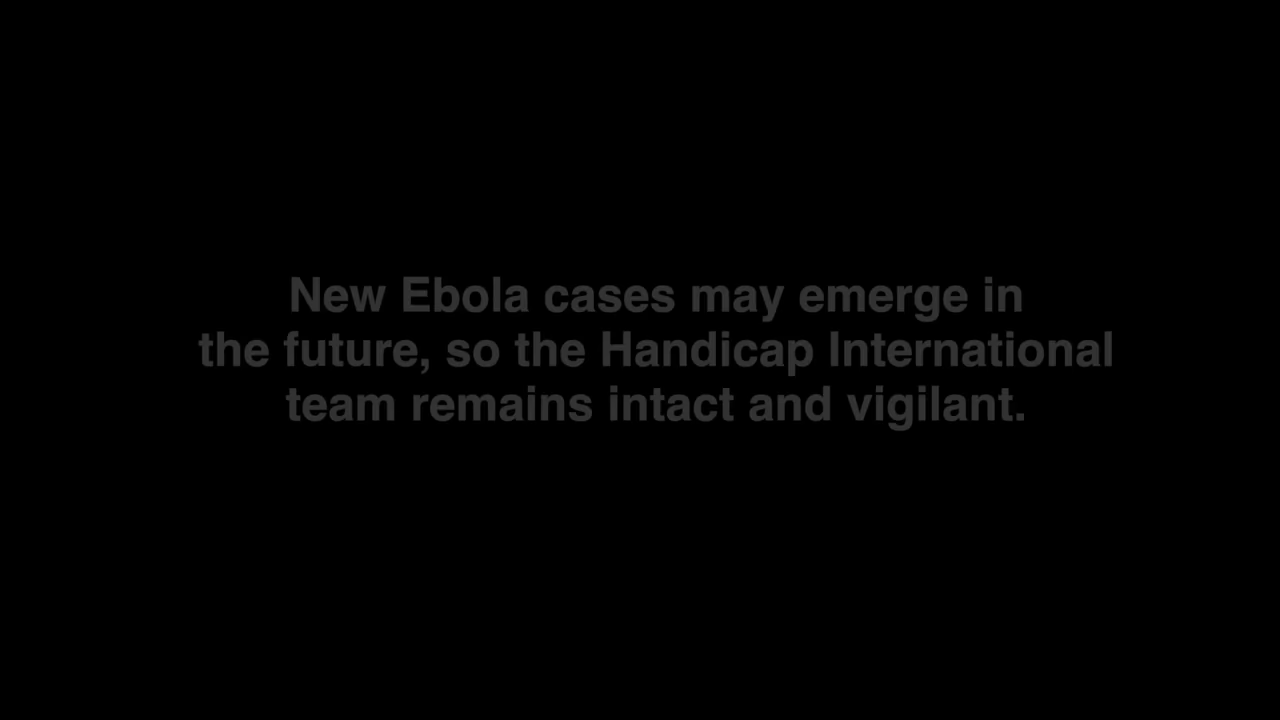 New Ebola cases may emerge in
the future, so the Handicap International
team remains intact and vigilant.